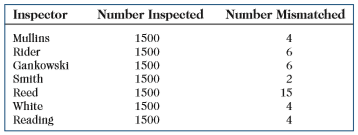 Inspector Number Inspected Number Mismatched
Mullins 1500 4
Rider 1500 6
Gankowski 1500 6
Smith 1500 2
Reed 1500 15
White 1500 4
Reading 1500 4